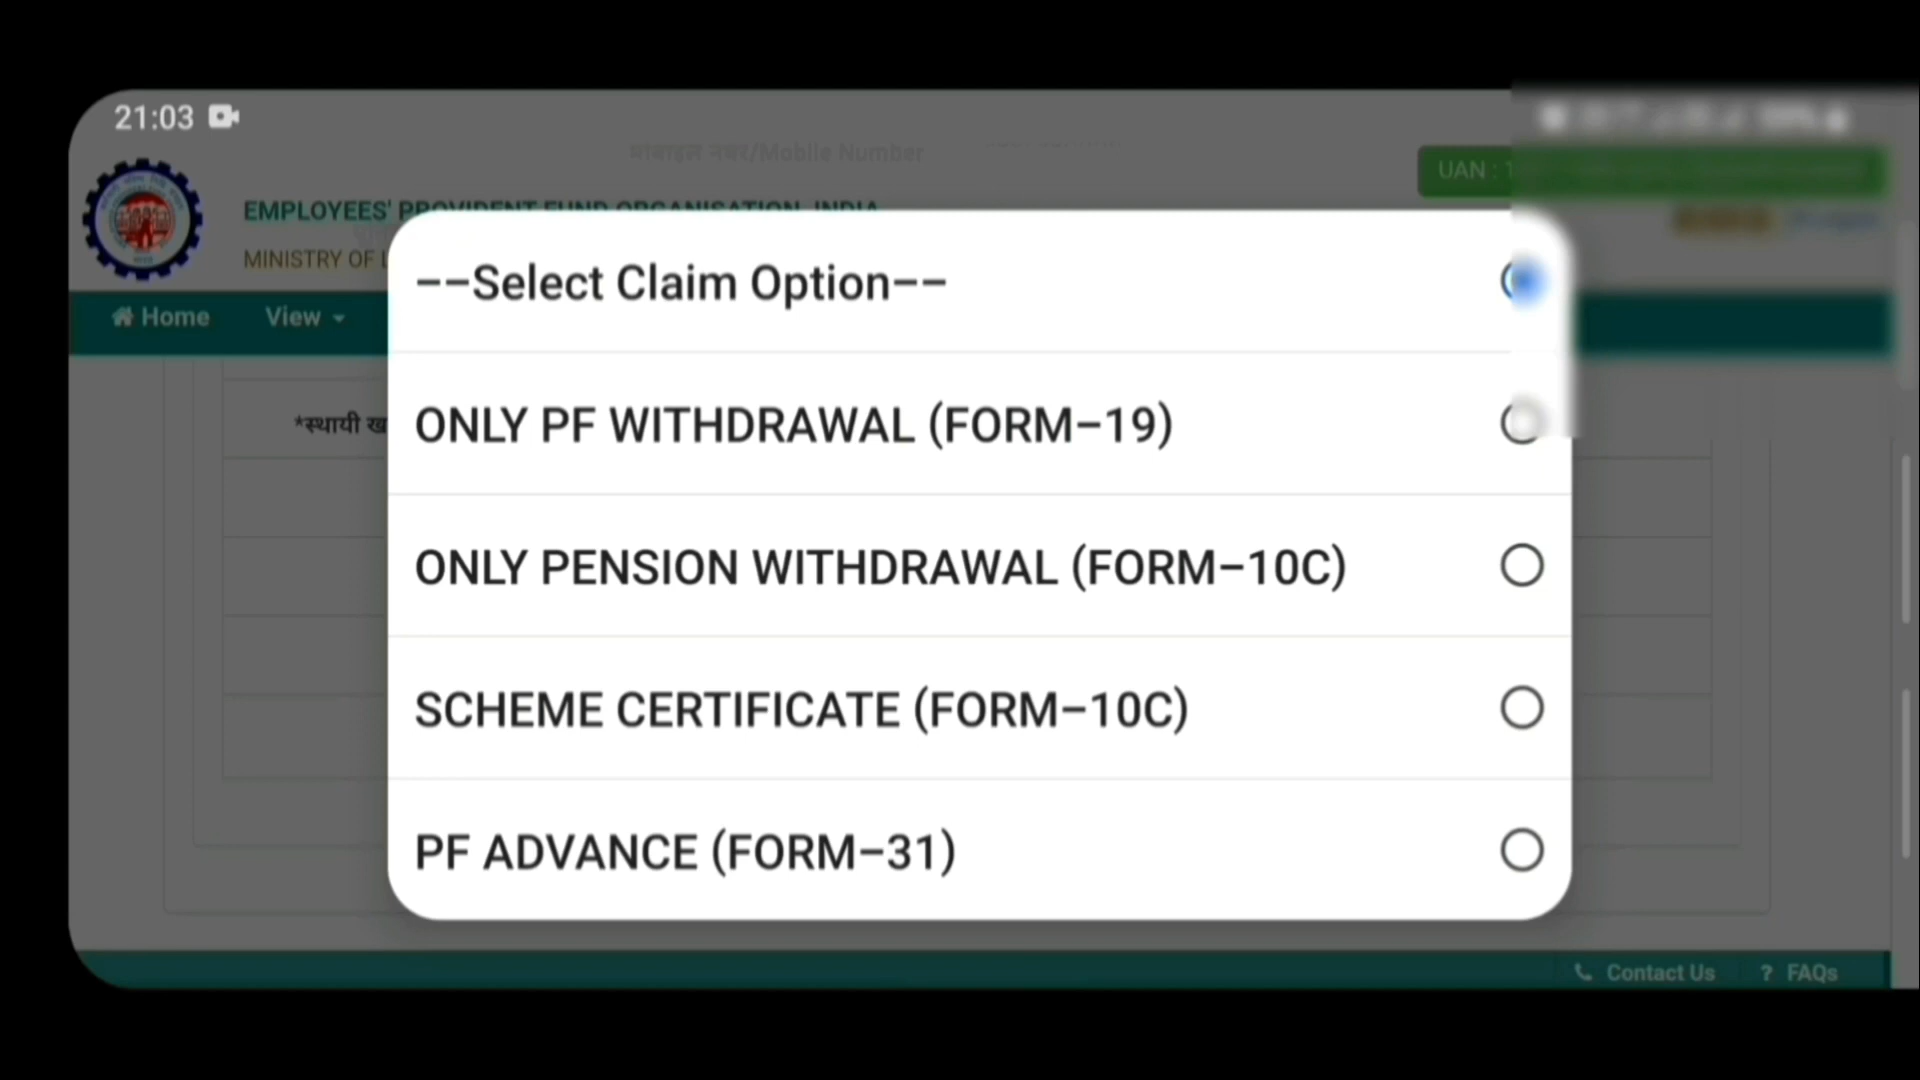 21:03
मोबाइल नंबर/Mobile Number
UAN :
EMPLOYEES' PROVIDENT FUND ORGANISATION, INDIA
MINISTRY OF
Home View
--Select Claim Option--
*स्थायी
ONLY PF WITHDRAWAL (FORM-19)
ONLY PENSION WITHDRAWAL (FORM-10C)
SCHEME CERTIFICATE (FORM-10C)
PF ADVANCE (FORM-31)
Contact Us ? FAQs